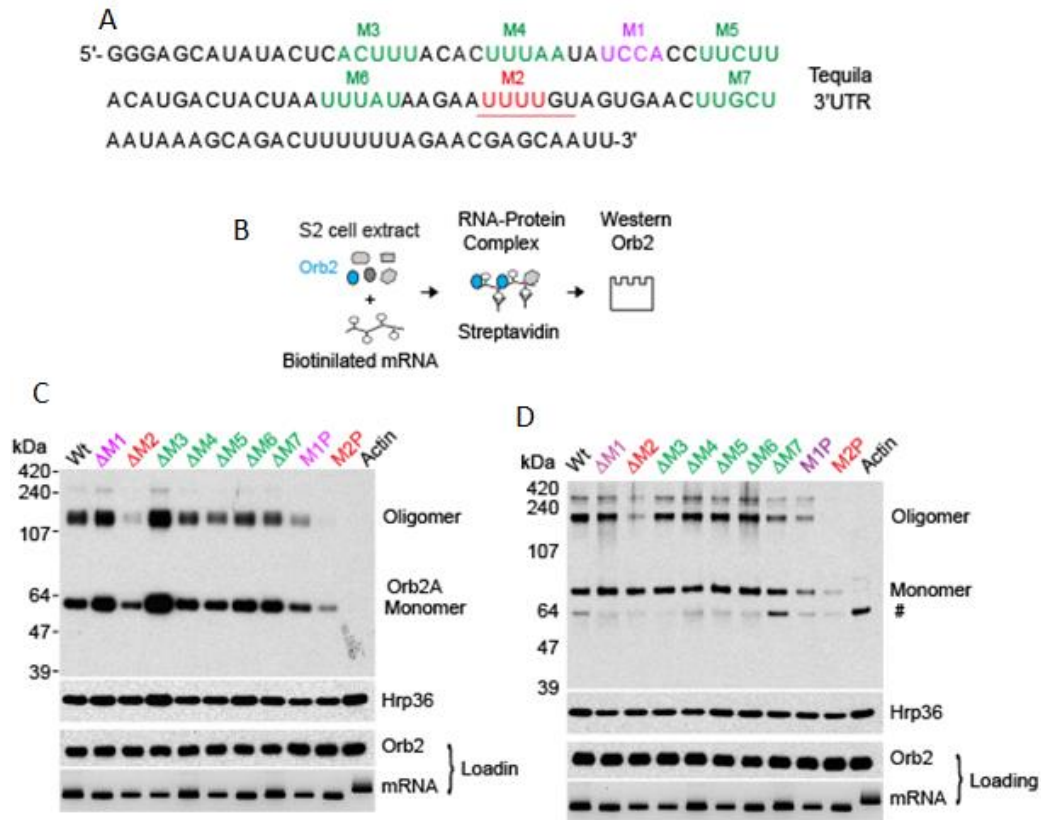 A
M3 M4 M1 M5
5'- GGGAGCAUAUACUCACUUUACACUUUAAUAUCCACCUUCUU
M6 M2 M7
ACAUGACUACUAAUUUAUAAGAAUUUUGUAGUGAACUUGCU
AAUAAAGCAGACUUUUUUAGAACGAGCAAUU-3'
Tequila
3'UTR
B
S2 cell extract
Orb2
+
Biotinilated mRNA
RNA-Protein
Complex
Streptavidin
Western
Orb2
C
kDa
Wt ΔM1 ΔM2 ΔM3 ΔM4 ΔM5 ΔM6 ΔM7 M1P M2P Actin
420-
240-
107
64-
47-
39-
Oligomer
Orb2A
Monomer
Hrp36
Orb2
mRNA
Loadin
D
kDa
Wt ΔM1 ΔM2 ΔM3 ΔM4 ΔM5 ΔM6 ΔM7 M1P M2P Actin
420
240
107
64
47
39
Oligomer
Monomer
#
Hrp36
Orb2
mRNA
Loading